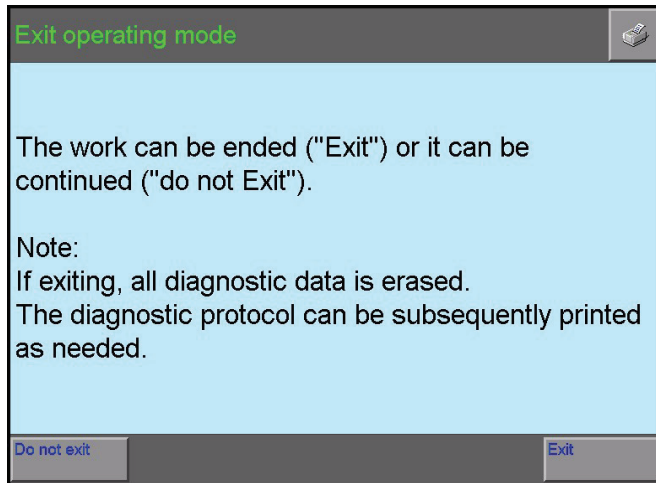 Exit operating mode
The work can be ended ("Exit") or it can be
continued ("do not Exit").
Note:
If exiting, all diagnostic data is erased.
The diagnostic protocol can be subsequently printed
as needed.
Do not exit
Exit